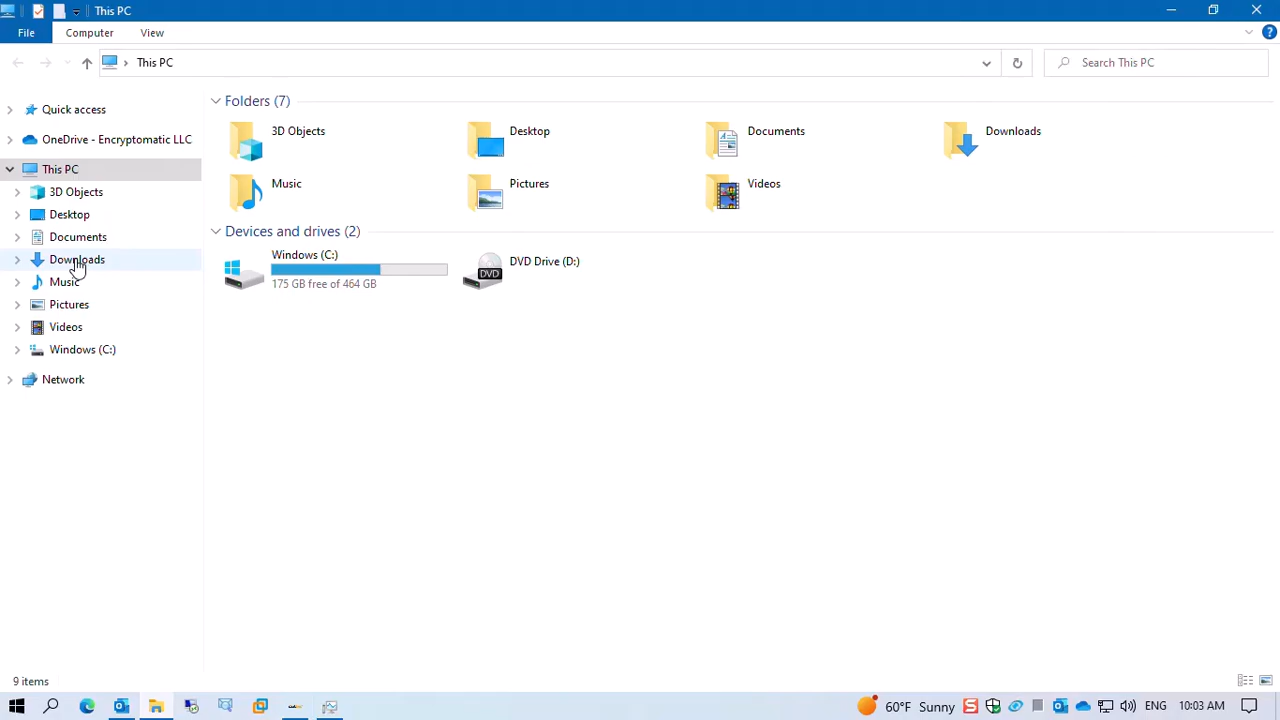 This PC
File Computer View
This PC Search This PC
Quick access
OneDrive - Encryptomatic LLC
This PC
3D Objects
Desktop
Documents
Downloads
Music
Pictures
Videos
Windows (C:)
Network
Folders (7)
3D Objects Desktop Documents Downloads
Music Pictures Videos
Devices and drives (2)
Windows (C:)
175 GB free of 464 GB
DVD
DVD Drive (D:)
9 items
60°F Sunny ENG 10:03 AM